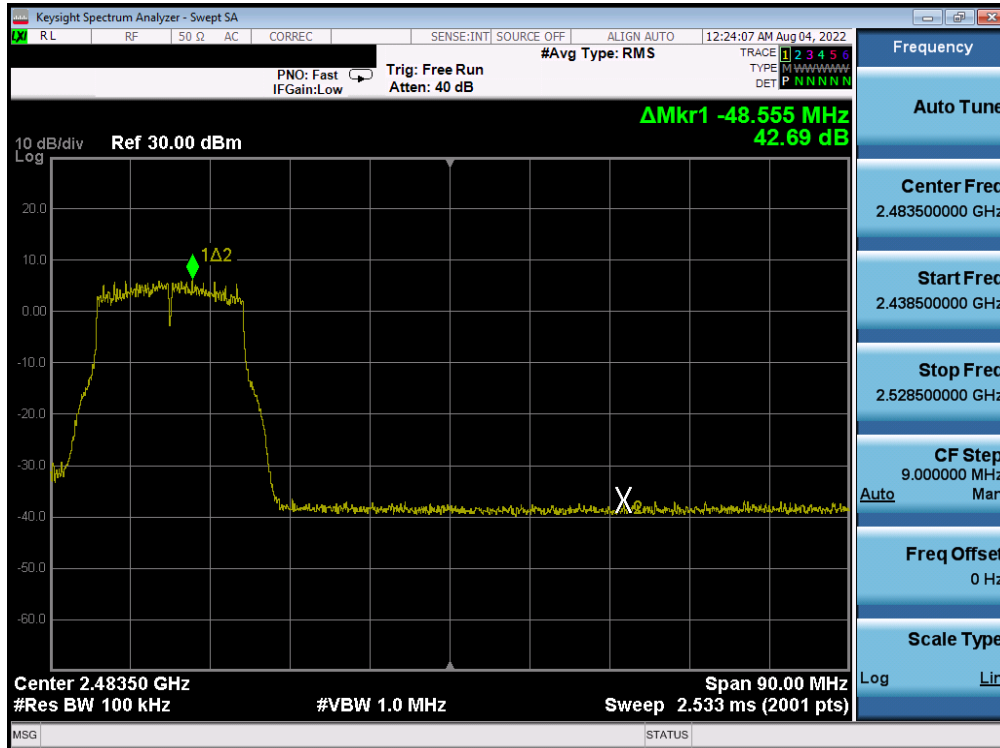 Keysight Spectrum Analyzer - Swept SA
LXI RL RF 50 Ω AC CORREC SENSE:INT SOURCE OFF ALIGN AUTO 12:24:07 AM Aug 04, 2022
#Avg Type: RMS
TRACE 1 2 3 4 5 6
TYPE M WWWWW
DET P N N N N N
PNO: Fast
IFGain:Low
Trig: Free Run
Atten: 40 dB
ΔMkr1 -48.555 MHz
42.69 dB
10 dB/div
Log
Ref 30.00 dBm
20.0
10.0
0.00
-10.0
-20.0
-30.0
-40.0
-50.0
-60.0
1Δ2
X2
Center 2.48350 GHz
Span 90.00 MHz
#Res BW 100 kHz
#VBW 1.0 MHz
Sweep 2.533 ms (2001 pts)
MSG
STATUS
Frequency
Auto Tune
Center Freq
2.483500000 GHz
Start Freq
2.438500000 GHz
Stop Freq
2.528500000 GHz
CF Step
9.000000 MHz
Auto Man
Freq Offset
0 Hz
Scale Type
Log Lin